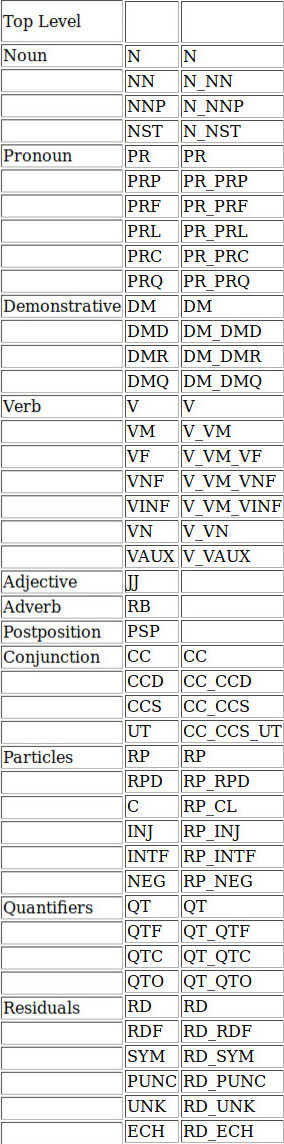 Top Level
Noun N N
NN N_NN
NNP N_NNP
NST N_NST
Pronoun PR PR
PRP PR_PRP
PRF PR_PRF
PRL PR_PRL
PRC PR_PRC
PRQ PR_PRQ
Demonstrative DM DM
DMD DM_DMD
DMR DM_DMR
DMQ DM_DMQ
Verb V V
VM V_VM
VF V_VM_VF
VNF V_VM_VNF
VINF V_VM_VINF
VN V_VN
VAUX V_VAUX
Adjective JJ
Adverb RB
Postposition PSP
Conjunction CC CC
CCD CC_CCD
CCS CC_CCS
UT CC_CCS_UT
Particles RP RP
RPD RP_RPD
C RP_CL
INJ RP_INJ
INTF RP_INTF
NEG RP_NEG
Quantifiers QT QT
QTF QT_QTF
QTC QT_QTC
QTO QT_QTO
Residuals RD RD
RDF RD_RDF
SYM RD_SYM
PUNC RD_PUNC
UNK RD_UNK
ECH RD_ECH